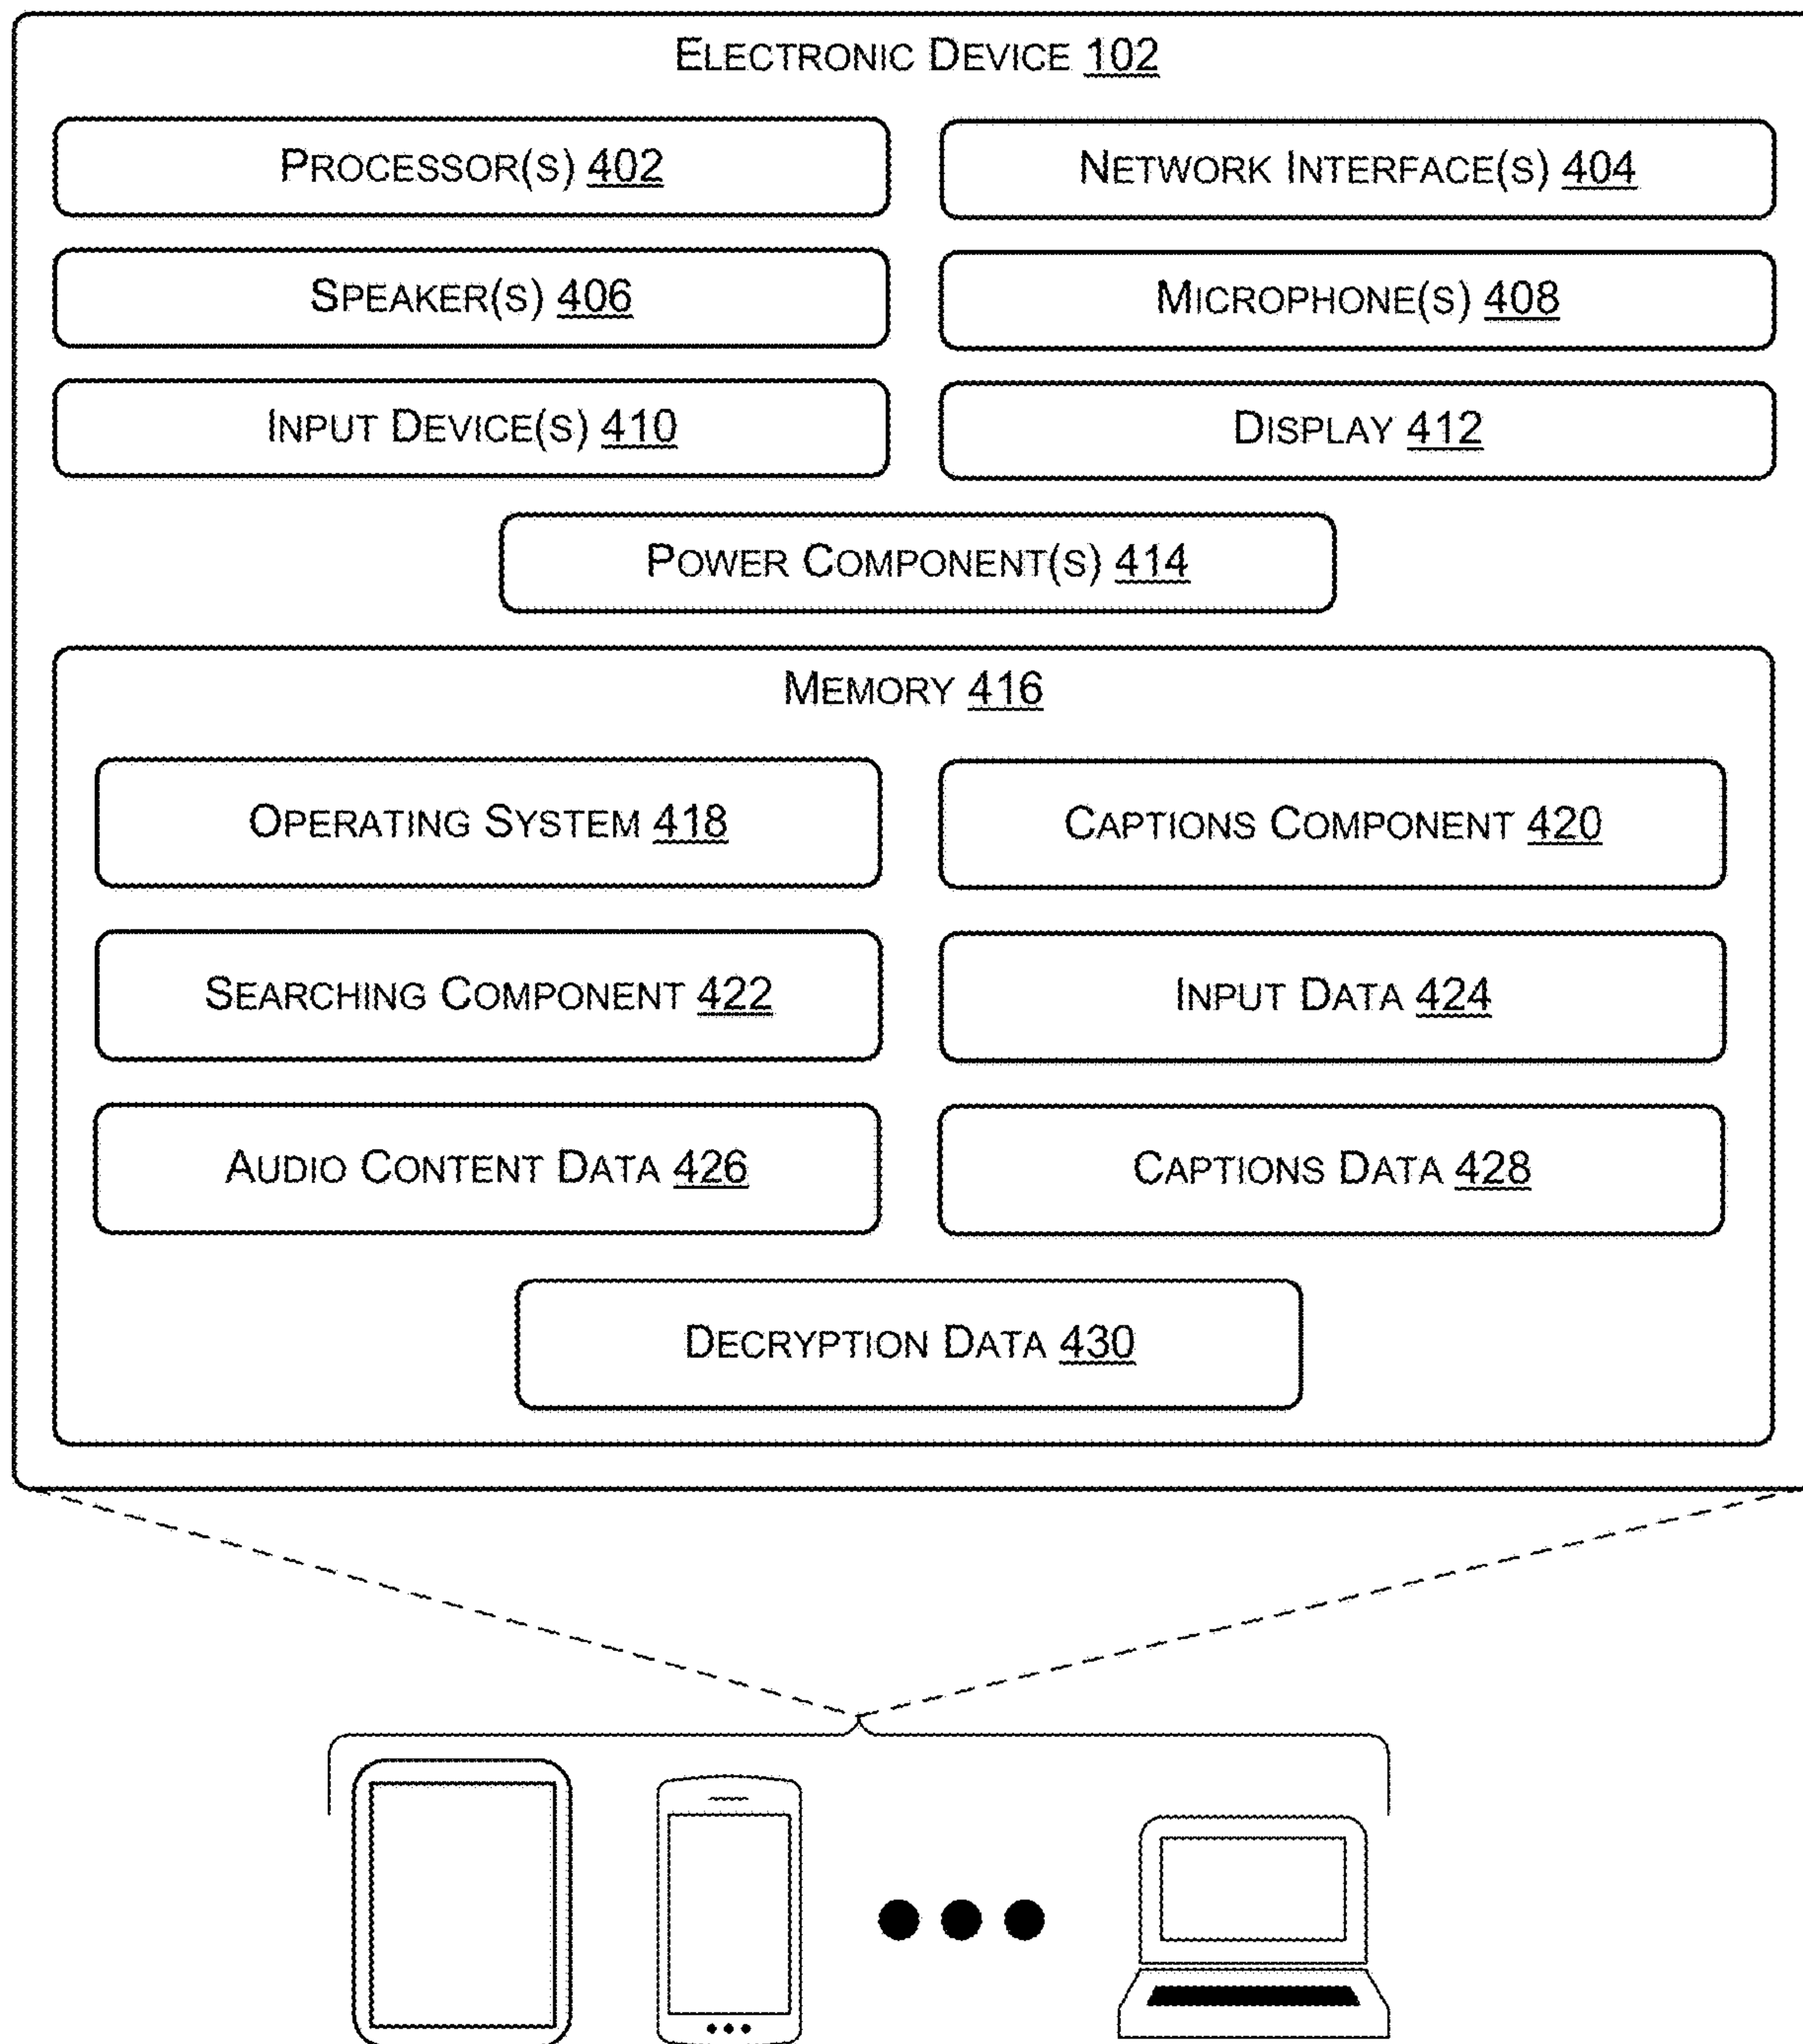 ELECTRONIC DEVICE 102
PROCESSOR(S) 402
NETWORK INTERFACE(S) 404
SPEAKER(S) 406
MICROPHONE(S) 408
INPUT DEVICE(S) 410
DISPLAY 412
POWER COMPONENT(S) 414
MEMORY 416
OPERATING SYSTEM 418
CAPTIONS COMPONENT 420
SEARCHING COMPONENT 422
INPUT DATA 424
AUDIO CONTENT DATA 426
CAPTIONS DATA 428
DECRYPTION DATA 430